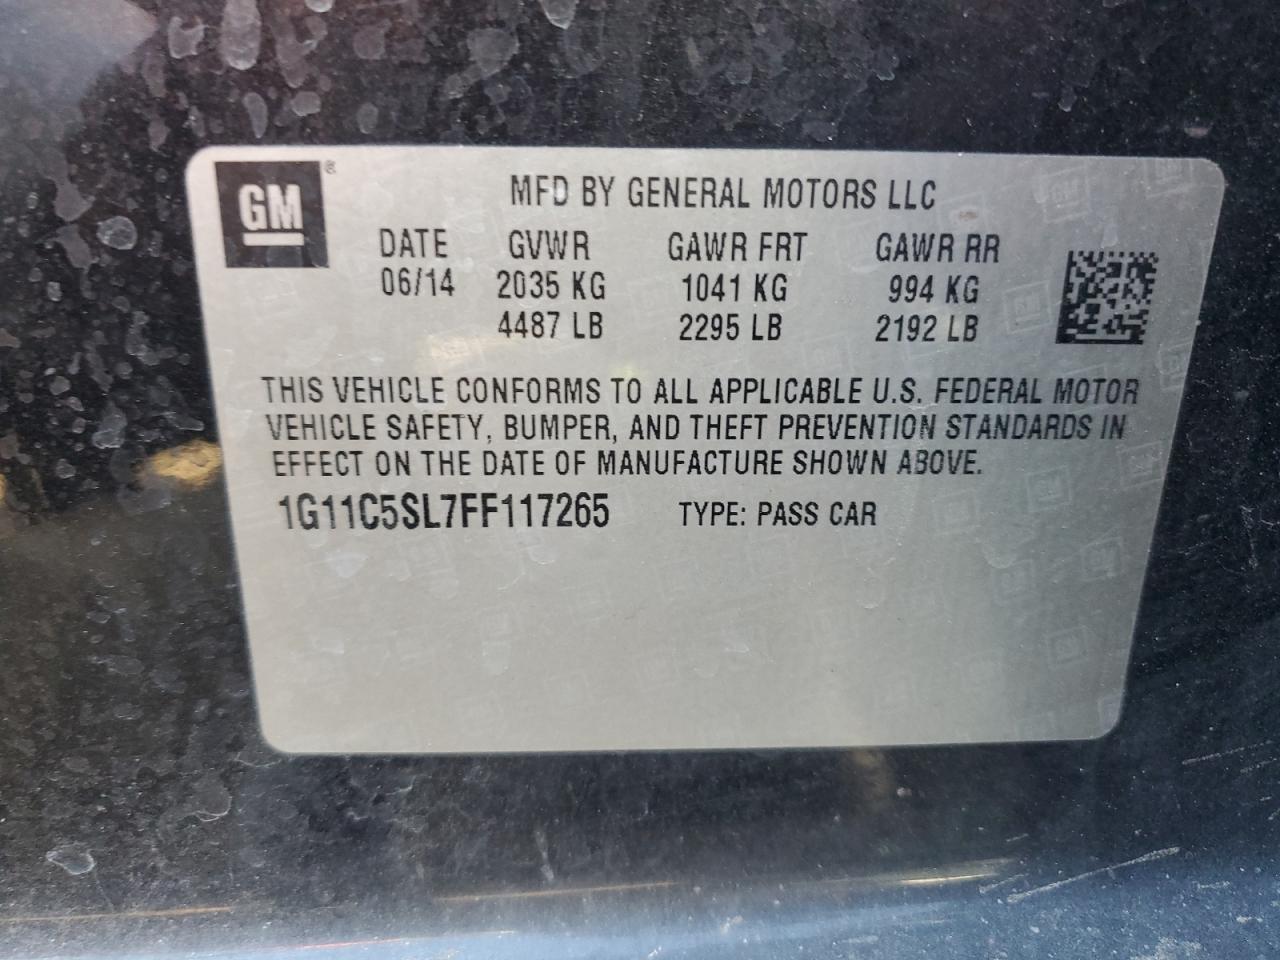 GM ®
MFD BY GENERAL MOTORS LLC
DATE GVWR GAWR FRT GAWR RR
06/14 2035 KG 1041 KG 994 KG
4487 LB 2295 LB 2192 LB
THIS VEHICLE CONFORMS TO ALL APPLICABLE U.S. FEDERAL MOTOR
VEHICLE SAFETY, BUMPER, AND THEFT PREVENTION STANDARDS IN
EFFECT ON THE DATE OF MANUFACTURE SHOWN ABOVE.
1G11C5SL7FF117265 TYPE: PASS CAR